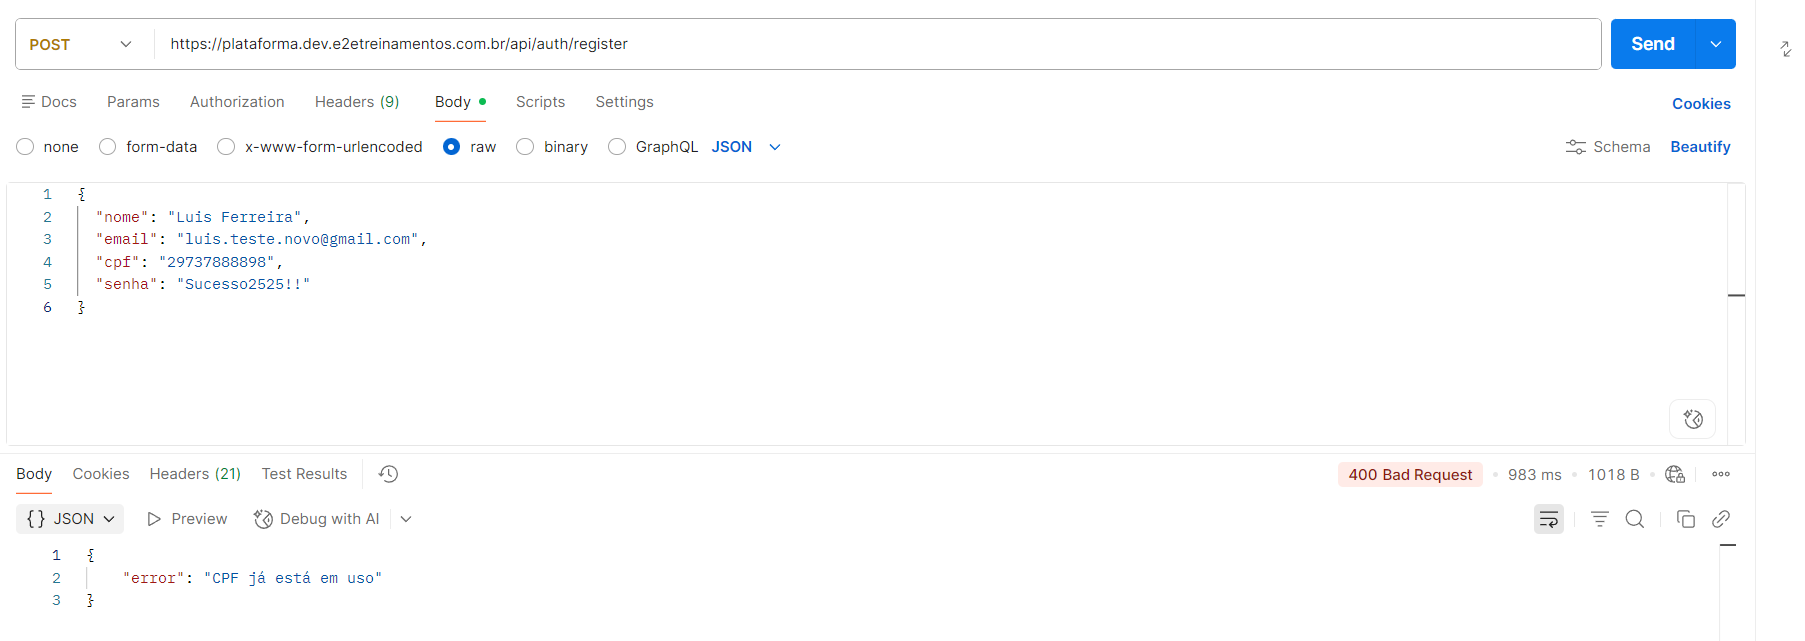 POST https://plataforma.dev.e2etreinamentos.com.br/api/auth/register Send
Docs Params Authorization Headers (9) Body Scripts Settings Cookies
none form-data x-www-form-urlencoded raw binary GraphQL JSON Schema Beautify
1 {
2 "nome": "Luis Ferreira",
3 "email": "luis.teste.novo@gmail.com",
4 "cpf": "29737888898",
5 "senha": "Sucesso2525!!"
6 }
Body Cookies Headers (21) Test Results 400 Bad Request 983 ms 1018 B
{} JSON Preview Debug with AI
1 {
2 "error": "CPF já está em uso"
3 }